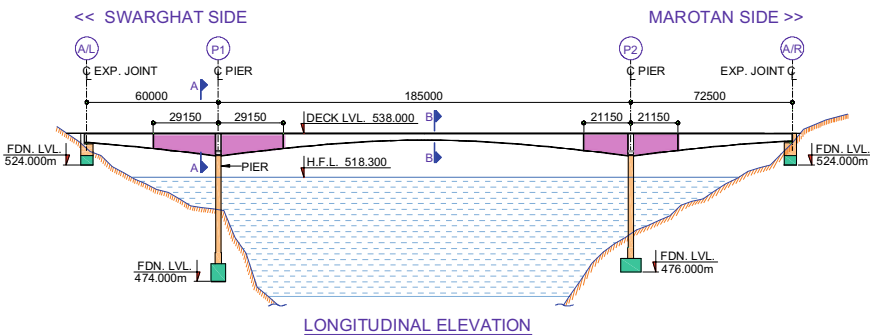 << SWARGHAT SIDE
MAROTAN SIDE >>
A/L
P1
P2
A/R
℄ EXP. JOINT
A
℄ PIER
℄ PIER
EXP. JOINT ℄
60000
185000
72500
29150
29150
DECK LVL. 538.000
B
21150
21150
FDN. LVL.
524.000m
A
PIER
H.F.L. 518.300
B
FDN. LVL.
524.000m
FDN. LVL.
474.000m
FDN. LVL.
476.000m
LONGITUDINAL ELEVATION